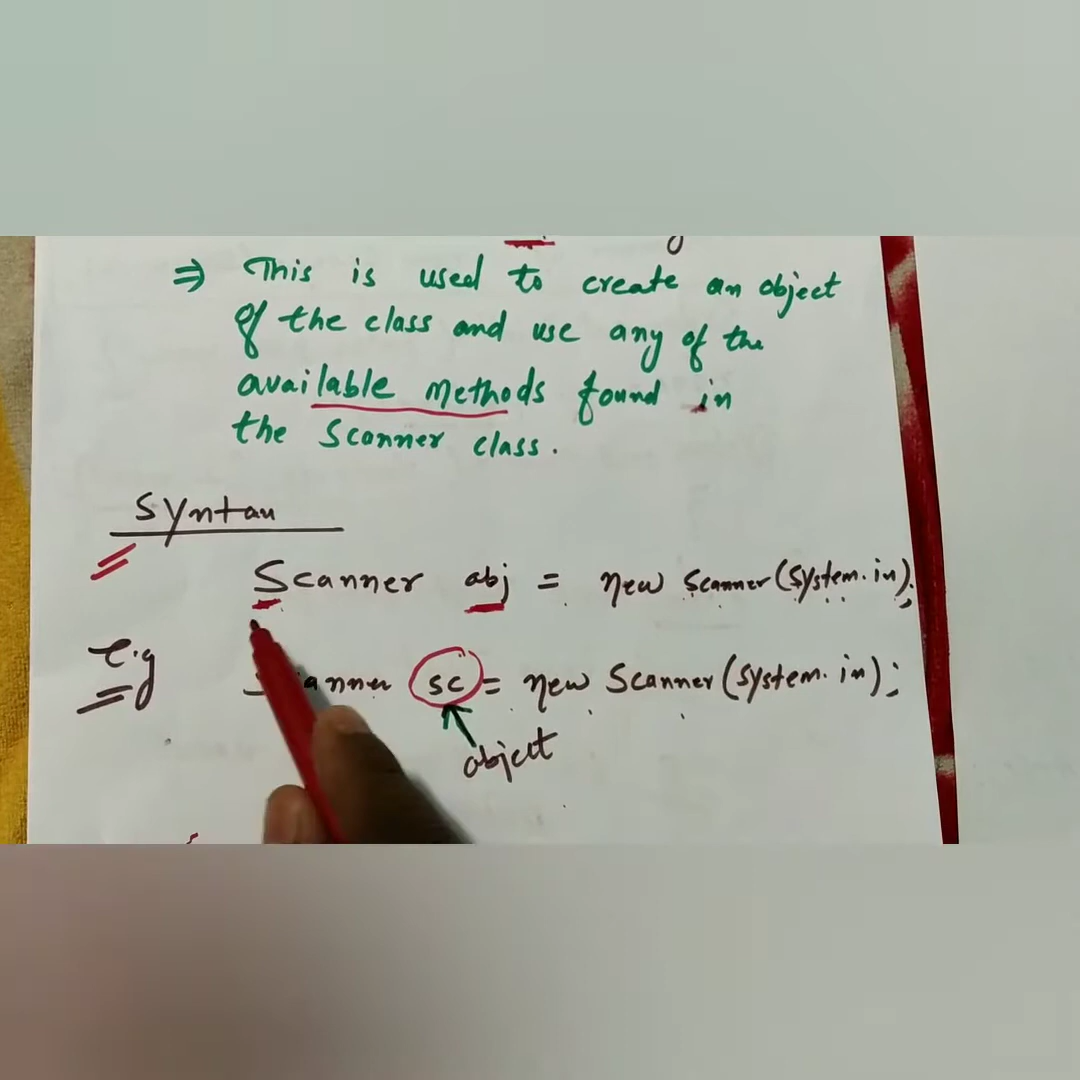 ⇒ This is used to create an object
of the class and use any of the
available methods found in
the Scanner class.
Syntax
Scanner obj = new Scanner(System.in);
e.g
Scanner sc = new Scanner(System.in);
object